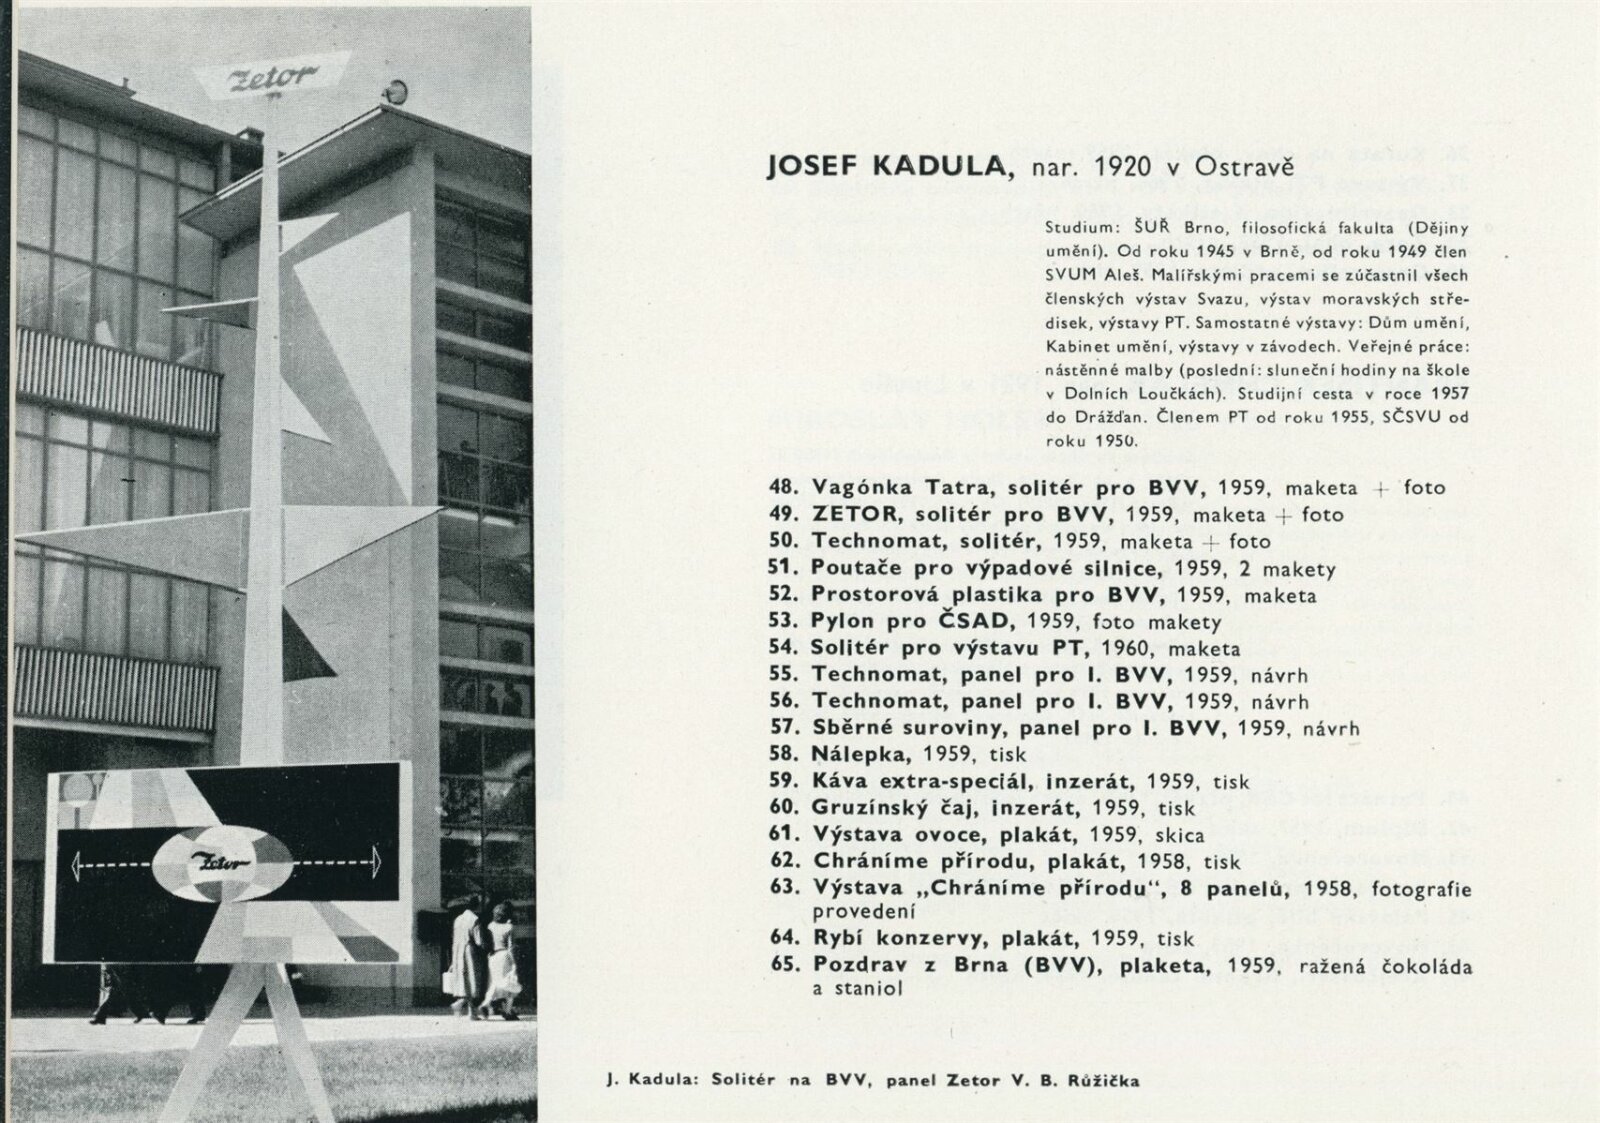 Zetor
Zetor
JOSEF KADULA, nar. 1920 v Ostravě
Studium: ŠUŘ Brno, filosofická fakulta (Dějiny
umění). Od roku 1945 v Brně, od roku 1949 člen
SVUM Aleš. Malířskými pracemi se zúčastnil všech
členských výstav Svazu, výstav moravských stře-
disek, výstavy PT. Samostatné výstavy: Dům umění,
Kabinet umění, výstavy v závodech. Veřejné práce:
nástěnné malby (poslední: sluneční hodiny na škole
v Dolních Loučkách). Studijní cesta v roce 1957
do Drážďan. Členem PT od roku 1955, SČSVU od
roku 1950.
48. Vagónka Tatra, solitér pro BVV, 1959, maketa + foto
49. ZETOR, solitér pro BVV, 1959, maketa + foto
50. Technomat, solitér, 1959, maketa + foto
51. Poutače pro výpadové silnice, 1959, 2 makety
52. Prostorová plastika pro BVV, 1959, maketa
53. Pylon pro ČSAD, 1959, foto makety
54. Solitér pro výstavu PT, 1960, maketa
55. Technomat, panel pro I. BVV, 1959, návrh
56. Technomat, panel pro I. BVV, 1959, návrh
57. Sběrné suroviny, panel pro I. BVV, 1959, návrh
58. Nálepka, 1959, tisk
59. Káva extra-speciál, inzerát, 1959, tisk
60. Gruzínský čaj, inzerát, 1959, tisk
61. Výstava ovoce, plakát, 1959, skica
62. Chráníme přírodu, plakát, 1958, tisk
63. Výstava „Chráníme přírodu“, 8 panelů, 1958, fotografie
provedení
64. Rybí konzervy, plakát, 1959, tisk
65. Pozdrav z Brna (BVV), plaketa, 1959, ražená čokoláda
a staniol
J. Kadula: Solitér na BVV, panel Zetor V. B. Růžička